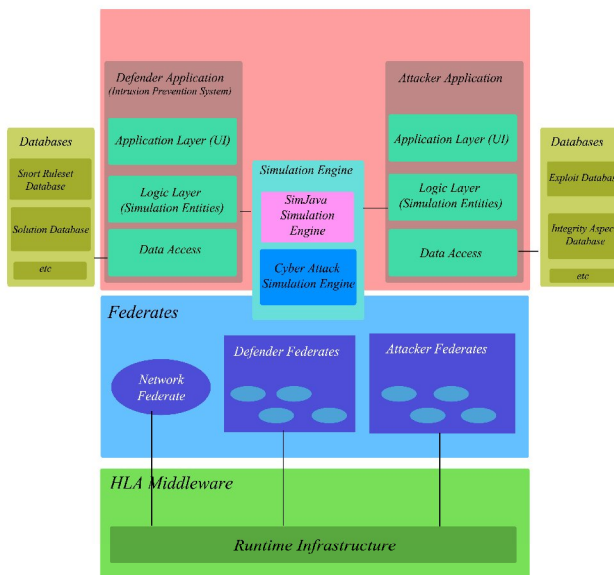 Defender Application
(Intrusion Prevention System)
Application Layer (UI)
Logic Layer
(Simulation Entities)
Data Access
Attacker Application
Application Layer (UI)
Logic Layer
(Simulation Entities)
Data Access
Databases
Snort Ruleset
Database
Solution Database
etc
Simulation Engine
SimJava
Simulation
Engine
Cyber Attack
Simulation Engine
Databases
Exploit Databas
Integrity Aspec
Database
etc
Federates
Network
Federate
Defender Federates
Attacker Federates
HLA Middleware
Runtime Infrastructure